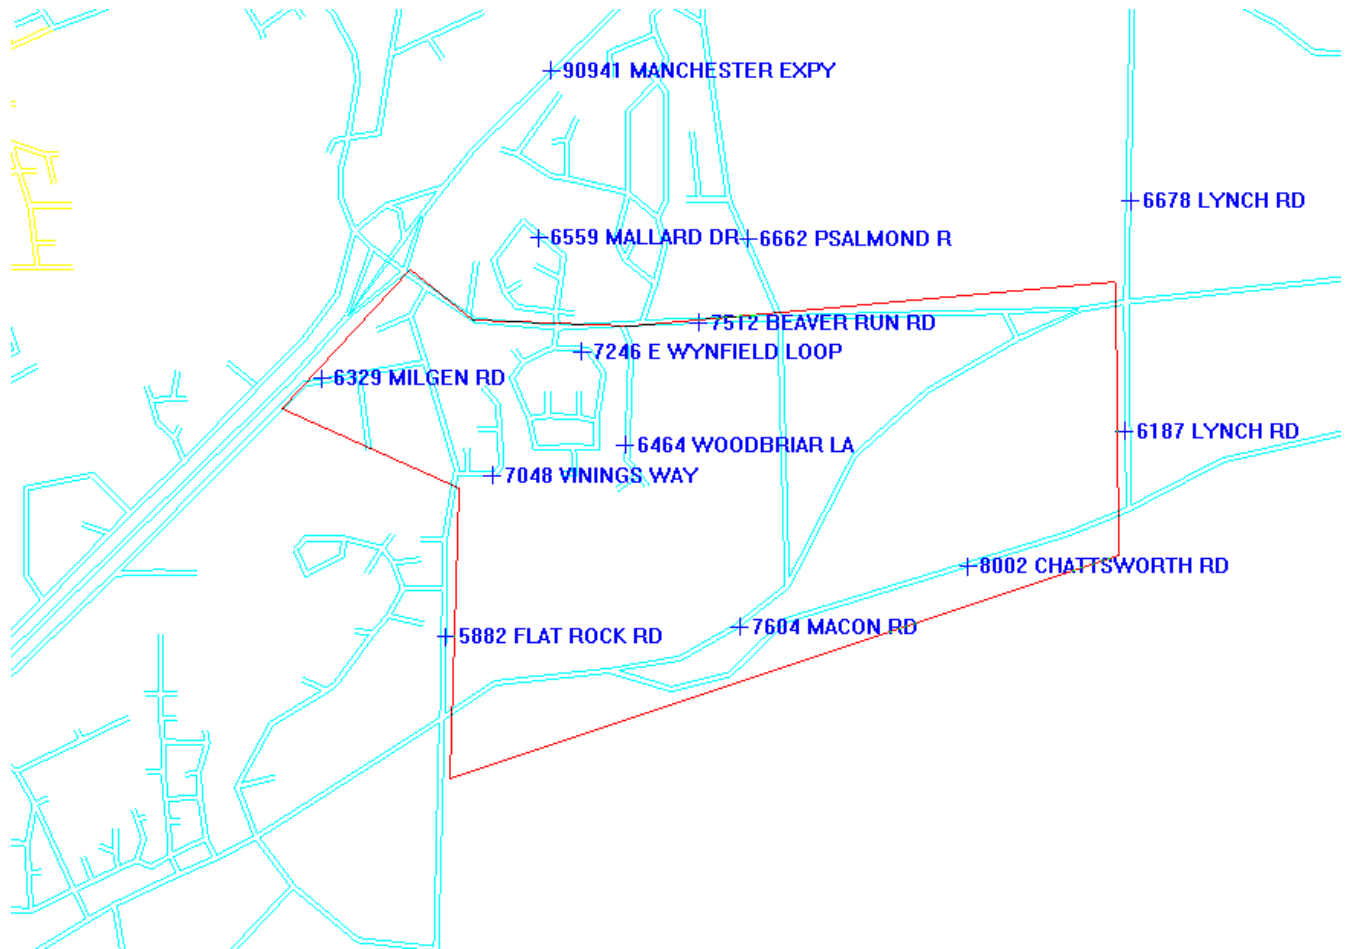 90941 MANCHESTER EXPY
6678 LYNCH RD
6559 MALLARD DR
6662 PSALMOND R
7512 BEAVER RUN RD
7246 E WYNFIELD LOOP
6329 MILGEN RD
6187 LYNCH RD
6464 WOODBRIAR LA
7048 VININGS WAY
8002 CHATTSWORTH RD
7604 MACON RD
5882 FLAT ROCK RD